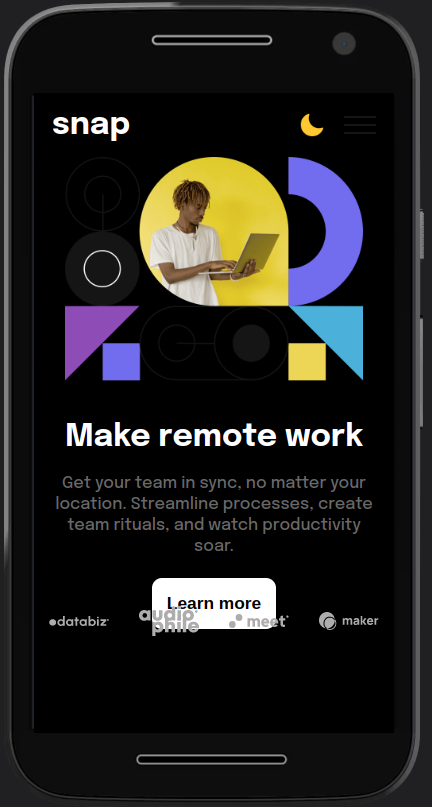 snap
Make remote work
Get your team in sync, no matter your
location. Streamline processes, create
team rituals, and watch productivity
soar.
Learn more
databiz
audio
phile
meet
maker